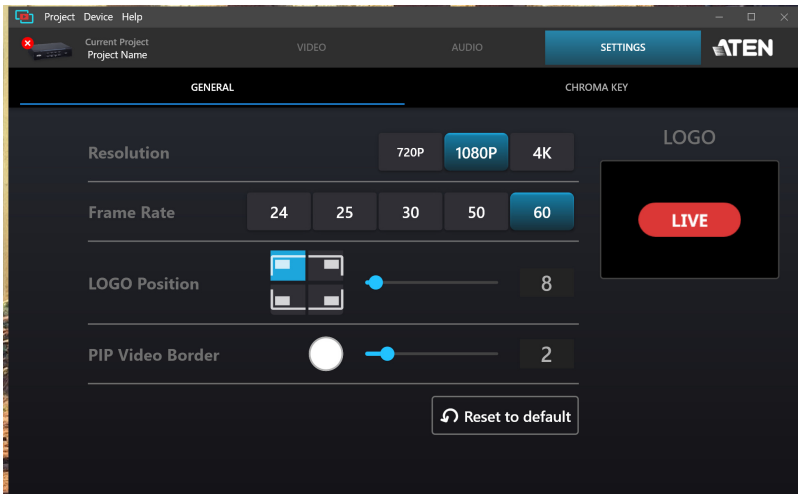 Project Device Help
Current Project
Project Name
VIDEO
AUDIO
SETTINGS
ATEN
GENERAL
CHROMA KEY
Resolution
720P
1080P
4K
LOGO
LIVE
Frame Rate
24
25
30
50
60
LOGO Position
8
PIP Video Border
2
Reset to default